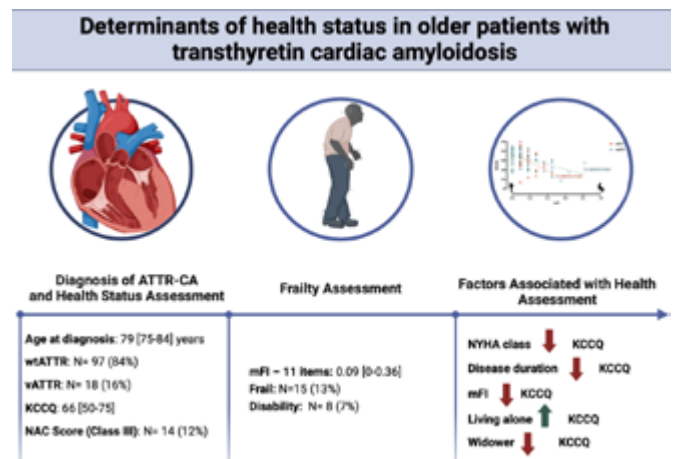 Determinants of health status in older patients with
transthyretin cardiac amyloidosis
Diagnosis of ATTR-CA
and Health Status Assessment
Frailty Assessment
Factors Associated with Health
Assessment
Age at diagnosis: 79 [75-84] years
wtATTR: N= 97 (84%)
vATTR: N= 18 (16%)
KCCQ: 66 [50-75]
NAC Score (Class III): N= 14 (12%)
mFI – 11 items: 0.09 [0-0.36]
Frail: N=15 (13%)
Disability: N= 8 (7%)
NYHA class KCCQ
Disease duration KCCQ
mFI KCCQ
Living alone KCCQ
Widower KCCQ